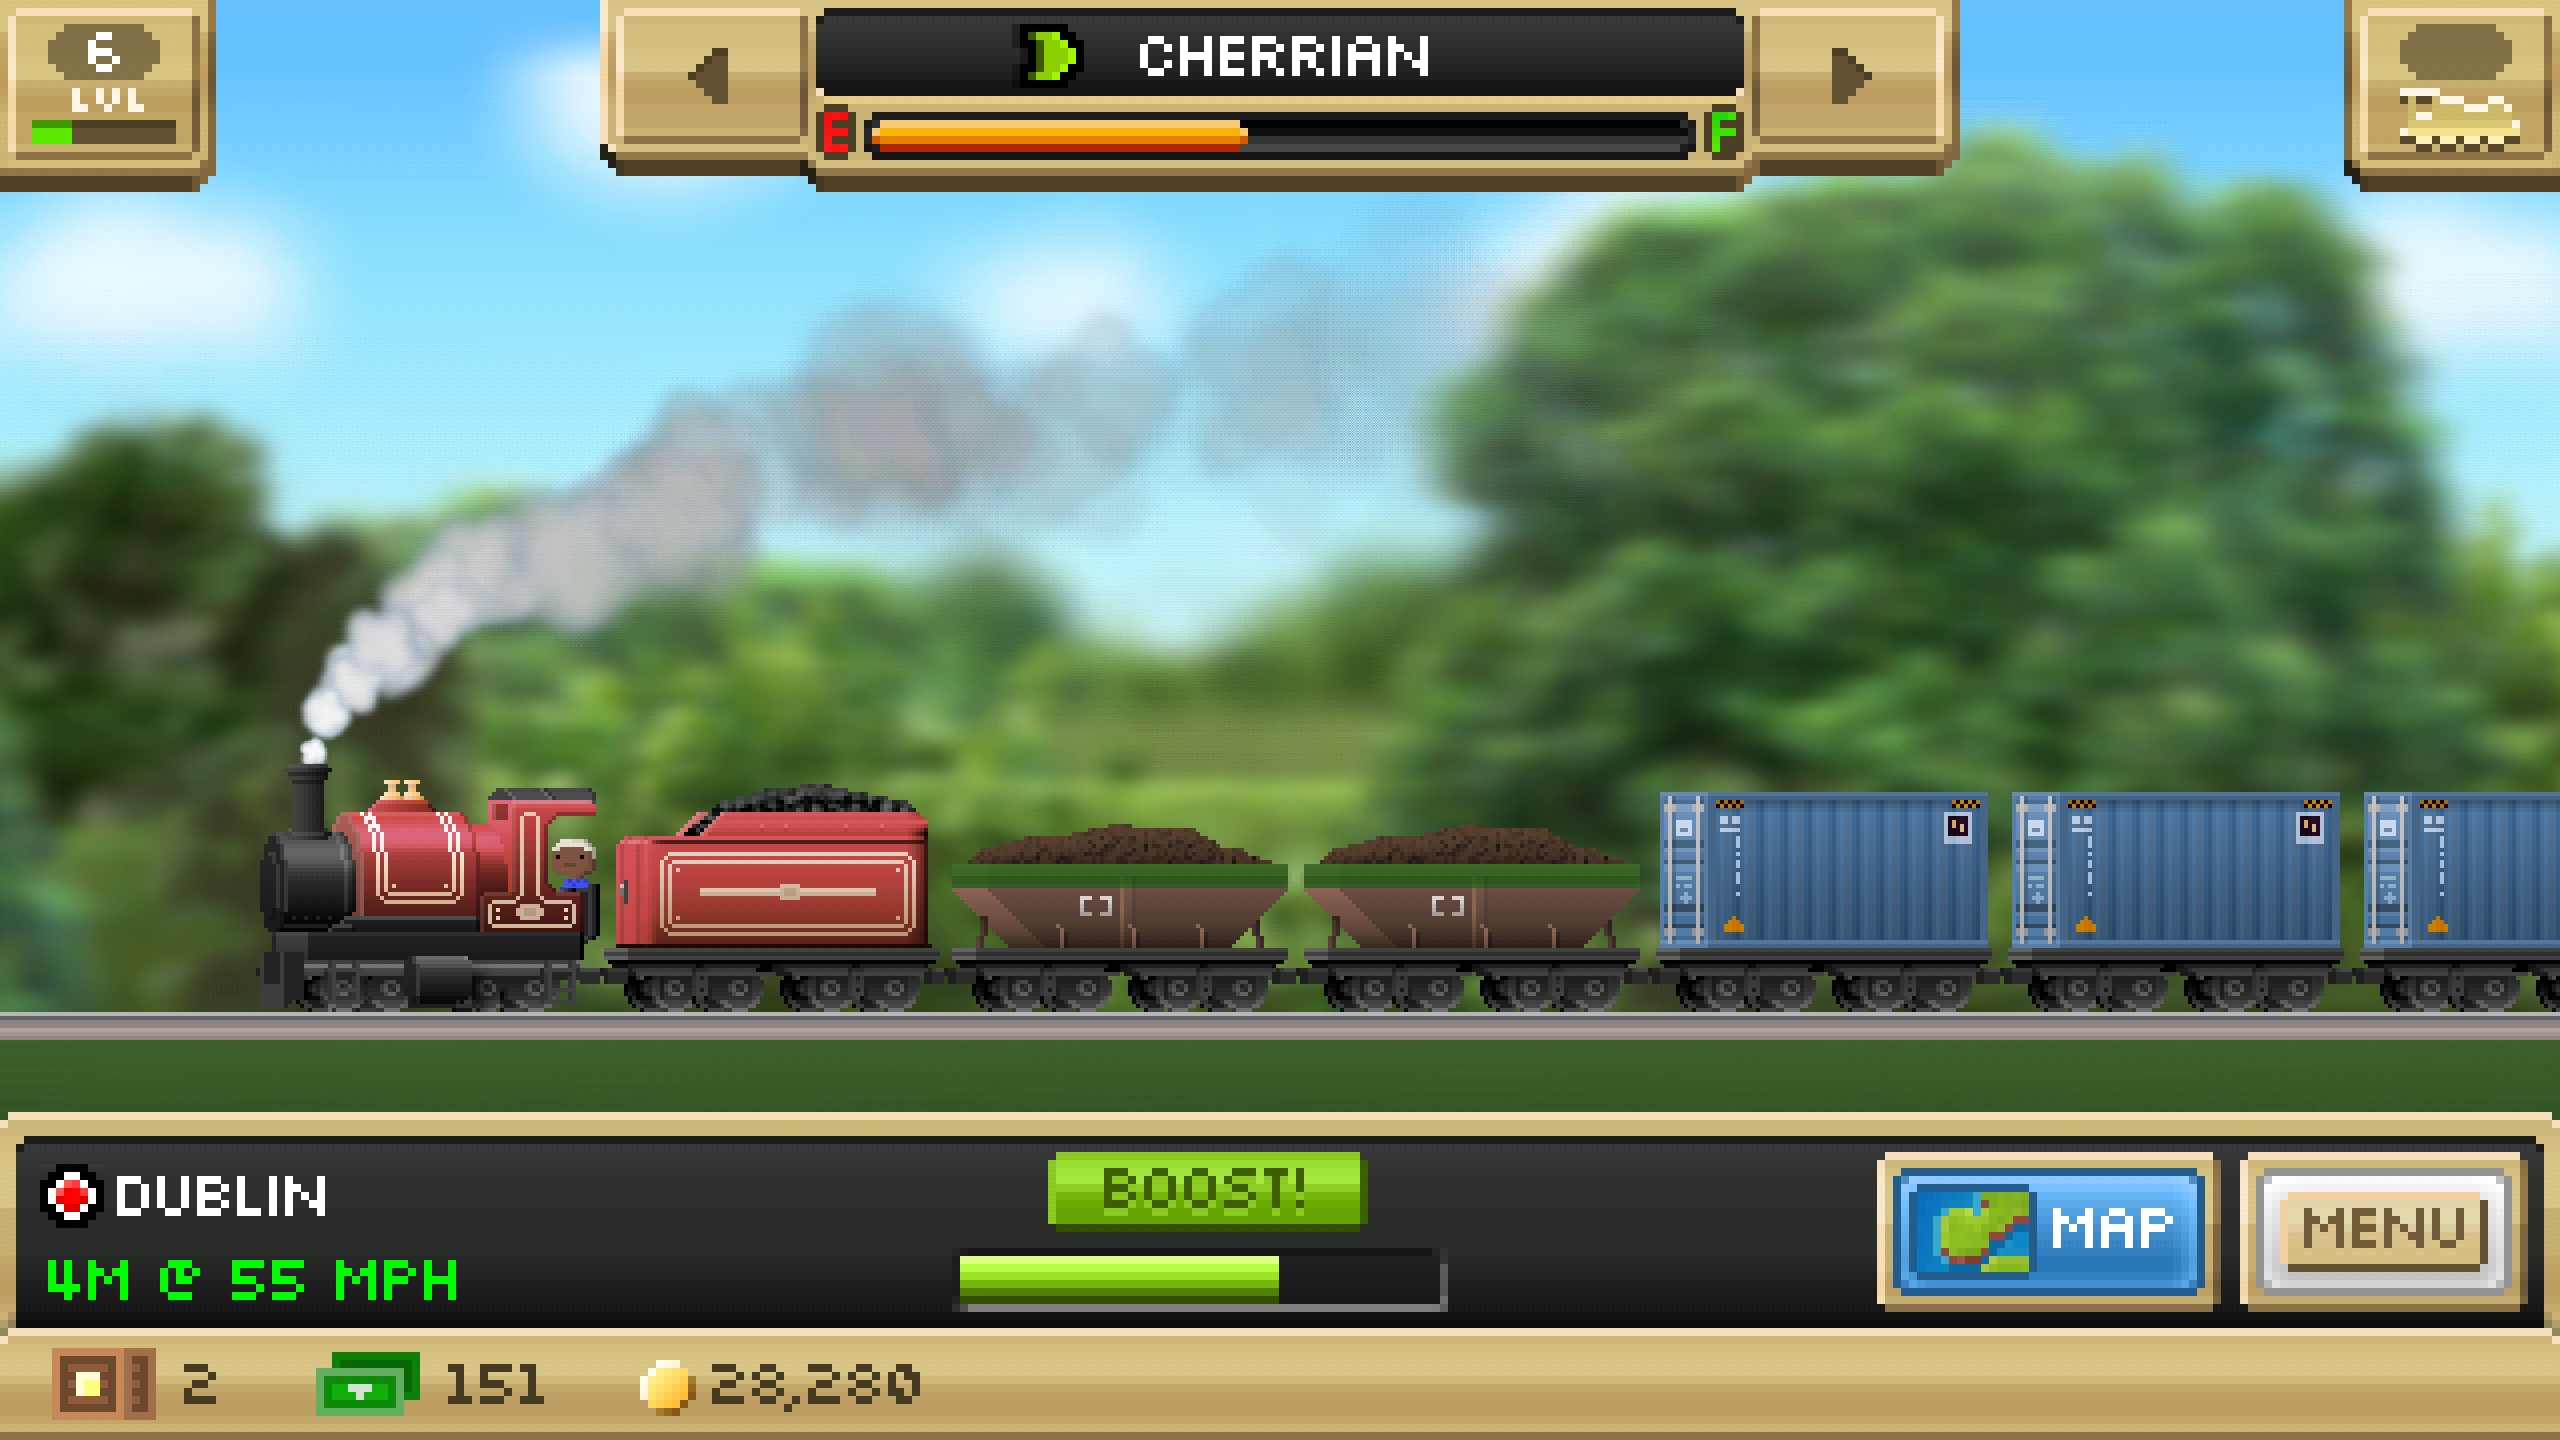 6
LVL
CHERRIAN
E F
DUBLIN
4M @ 55 MPH
BOOST!
MAP
MENU
2
151
28,280